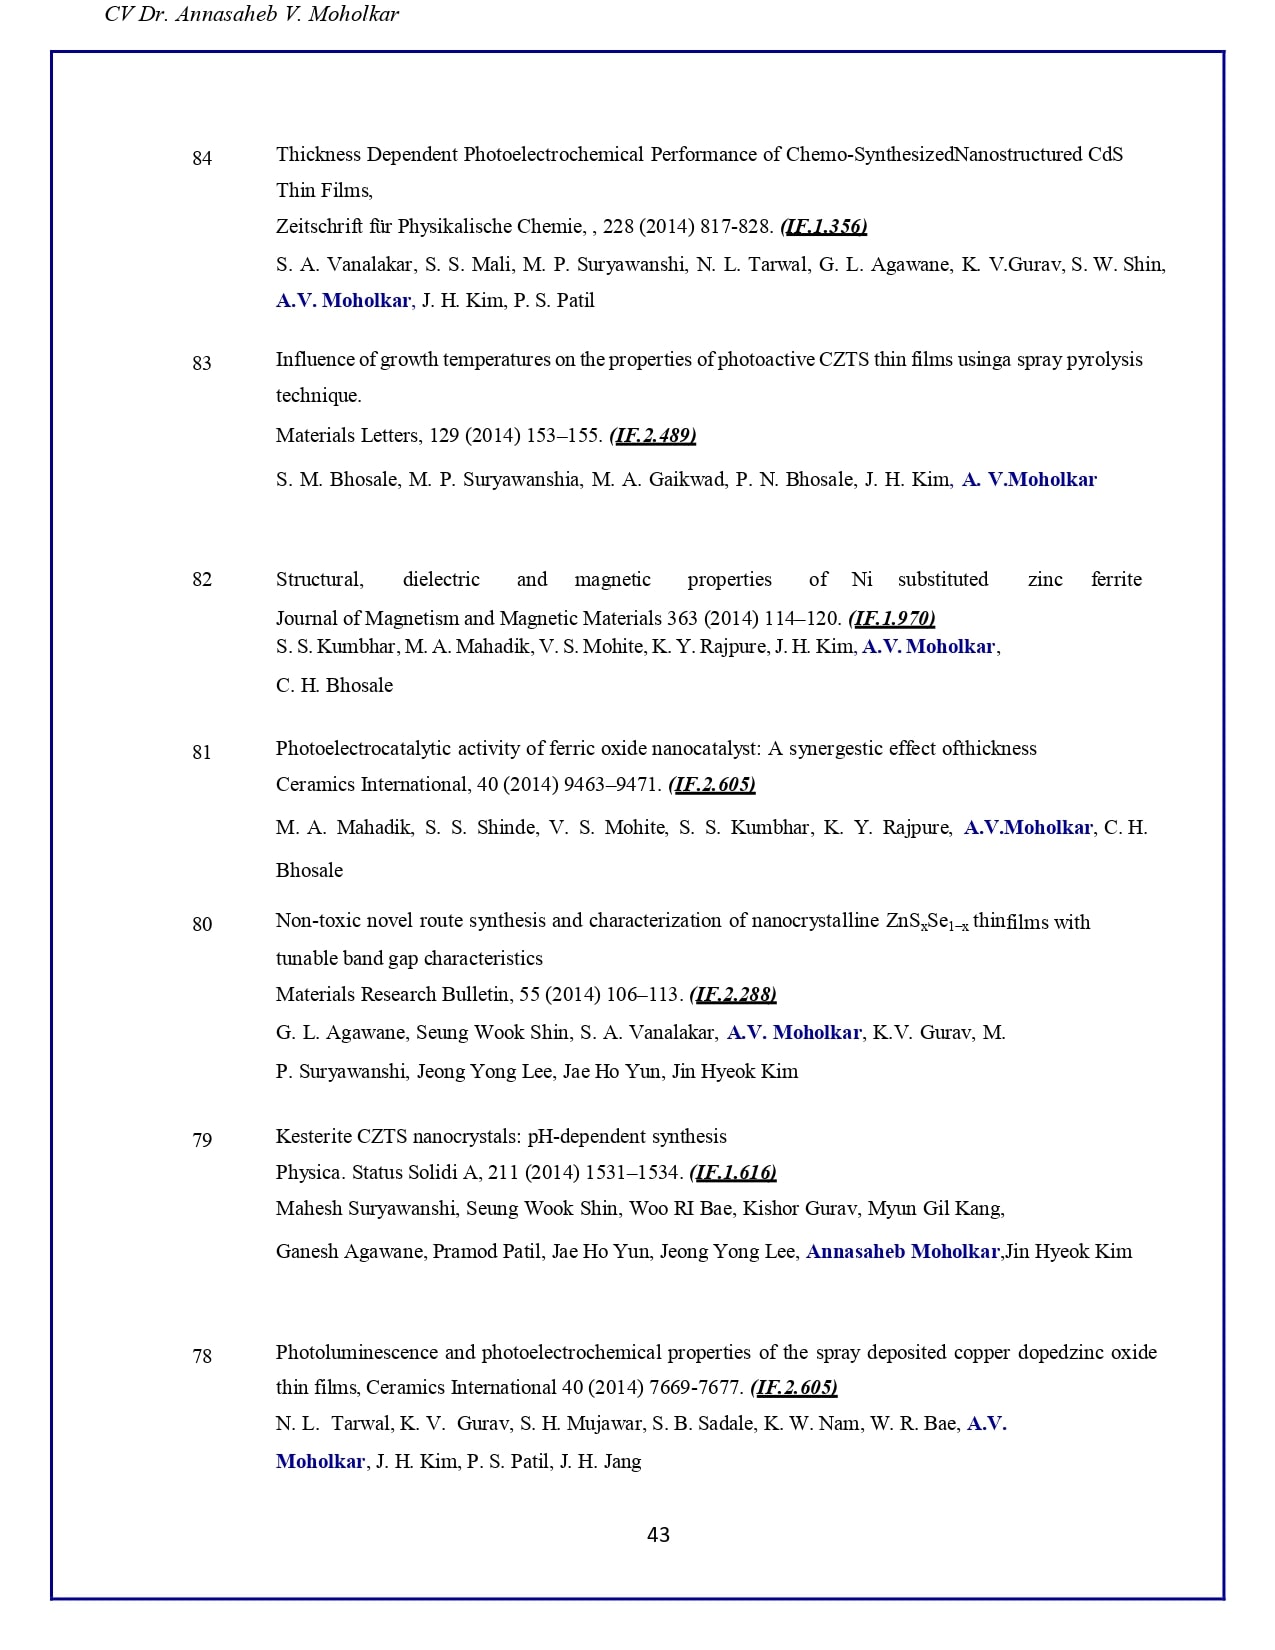 CV Dr. Annasaheb V. Moholkar
84 Thickness Dependent Photoelectrochemical Performance of Chemo-SynthesizedNanostructured CdS
Thin Films,
Zeitschrift für Physikalische Chemie, , 228 (2014) 817-828. (IF.1.356)
S. A. Vanalakar, S. S. Mali, M. P. Suryawanshi, N. L. Tarwal, G. L. Agawane, K. V.Gurav, S. W. Shin,
A.V. Moholkar, J. H. Kim, P. S. Patil
83 Influence of growth temperatures on the properties of photoactive CZTS thin films usinga spray pyrolysis
technique.
Materials Letters, 129 (2014) 153–155. (IF.2.489)
S. M. Bhosale, M. P. Suryawanshia, M. A. Gaikwad, P. N. Bhosale, J. H. Kim, A. V.Moholkar
82 Structural, dielectric and magnetic properties of Ni substituted zinc ferrite
Journal of Magnetism and Magnetic Materials 363 (2014) 114–120. (IF.1.970)
S. S. Kumbhar, M. A. Mahadik, V. S. Mohite, K. Y. Rajpure, J. H. Kim, A.V. Moholkar,
C. H. Bhosale
81 Photoelectrocatalytic activity of ferric oxide nanocatalyst: A synergestic effect ofthickness
Ceramics International, 40 (2014) 9463–9471. (IF.2.605)
M. A. Mahadik, S. S. Shinde, V. S. Mohite, S. S. Kumbhar, K. Y. Rajpure, A.V.Moholkar, C. H.
Bhosale
80 Non-toxic novel route synthesis and characterization of nanocrystalline ZnSxSe1–x thinfilms with
tunable band gap characteristics
Materials Research Bulletin, 55 (2014) 106–113. (IF.2.288)
G. L. Agawane, Seung Wook Shin, S. A. Vanalakar, A.V. Moholkar, K.V. Gurav, M.
P. Suryawanshi, Jeong Yong Lee, Jae Ho Yun, Jin Hyeok Kim
79 Kesterite CZTS nanocrystals: pH-dependent synthesis
Physica. Status Solidi A, 211 (2014) 1531–1534. (IF.1.616)
Mahesh Suryawanshi, Seung Wook Shin, Woo RI Bae, Kishor Gurav, Myun Gil Kang,
Ganesh Agawane, Pramod Patil, Jae Ho Yun, Jeong Yong Lee, Annasaheb Moholkar,Jin Hyeok Kim
78 Photoluminescence and photoelectrochemical properties of the spray deposited copper dopedzinc oxide
thin films, Ceramics International 40 (2014) 7669-7677. (IF.2.605)
N. L. Tarwal, K. V. Gurav, S. H. Mujawar, S. B. Sadale, K. W. Nam, W. R. Bae, A.V.
Moholkar, J. H. Kim, P. S. Patil, J. H. Jang
43